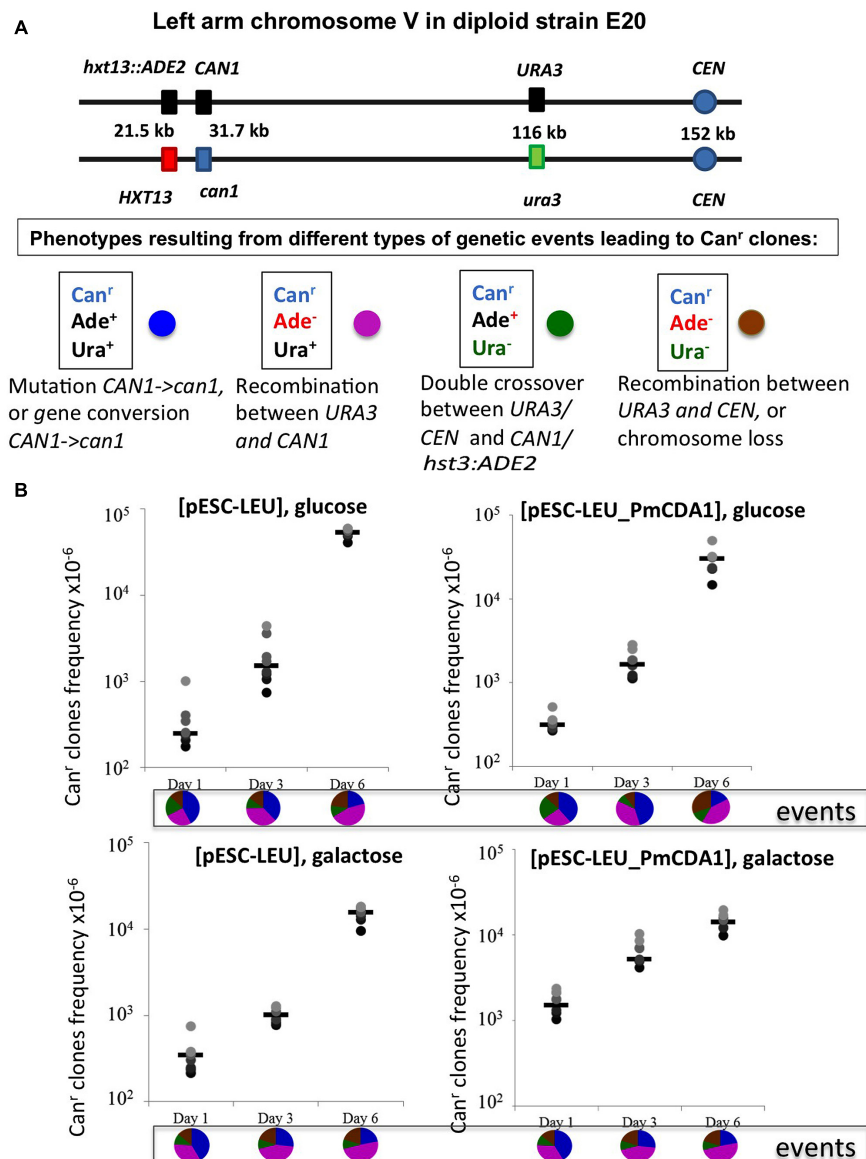 A
Left arm chromosome V in diploid strain E20
hxt13::ADE2 CAN1 URA3 CEN
21.5 kb 31.7 kb 116 kb 152 kb
HXT13 can1 ura3 CEN
Phenotypes resulting from different types of genetic events leading to Canʳ clones:
Canʳ
Ade⁺
Ura⁺
Mutation CAN1->can1,
or gene conversion
CAN1->can1
Canʳ
Ade⁻
Ura⁺
Recombination
between URA3
and CAN1
Canʳ
Ade⁺
Ura⁻
Double crossover
between URA3/
CEN and CAN1/
hst3:ADE2
Canʳ
Ade⁻
Ura⁻
Recombination between
URA3 and CEN, or
chromosome loss
B
[pESC-LEU], glucose
Canʳ clones frequency x10⁻⁶
10⁵
10⁴
10³
10²
Day 1 Day 3 Day 6
[pESC-LEU_PmCDA1], glucose
Canʳ clones frequency x10⁻⁶
10⁵
10⁴
10³
10²
Day 1 Day 3 Day 6
events
[pESC-LEU], galactose
Canʳ clones frequency x10⁻⁶
10⁵
10⁴
10³
10²
Day 1 Day 3 Day 6
[pESC-LEU_PmCDA1], galactose
Canʳ clones frequency x10⁻⁶
10⁵
10⁴
10³
10²
Day 1 Day 3 Day 6
events